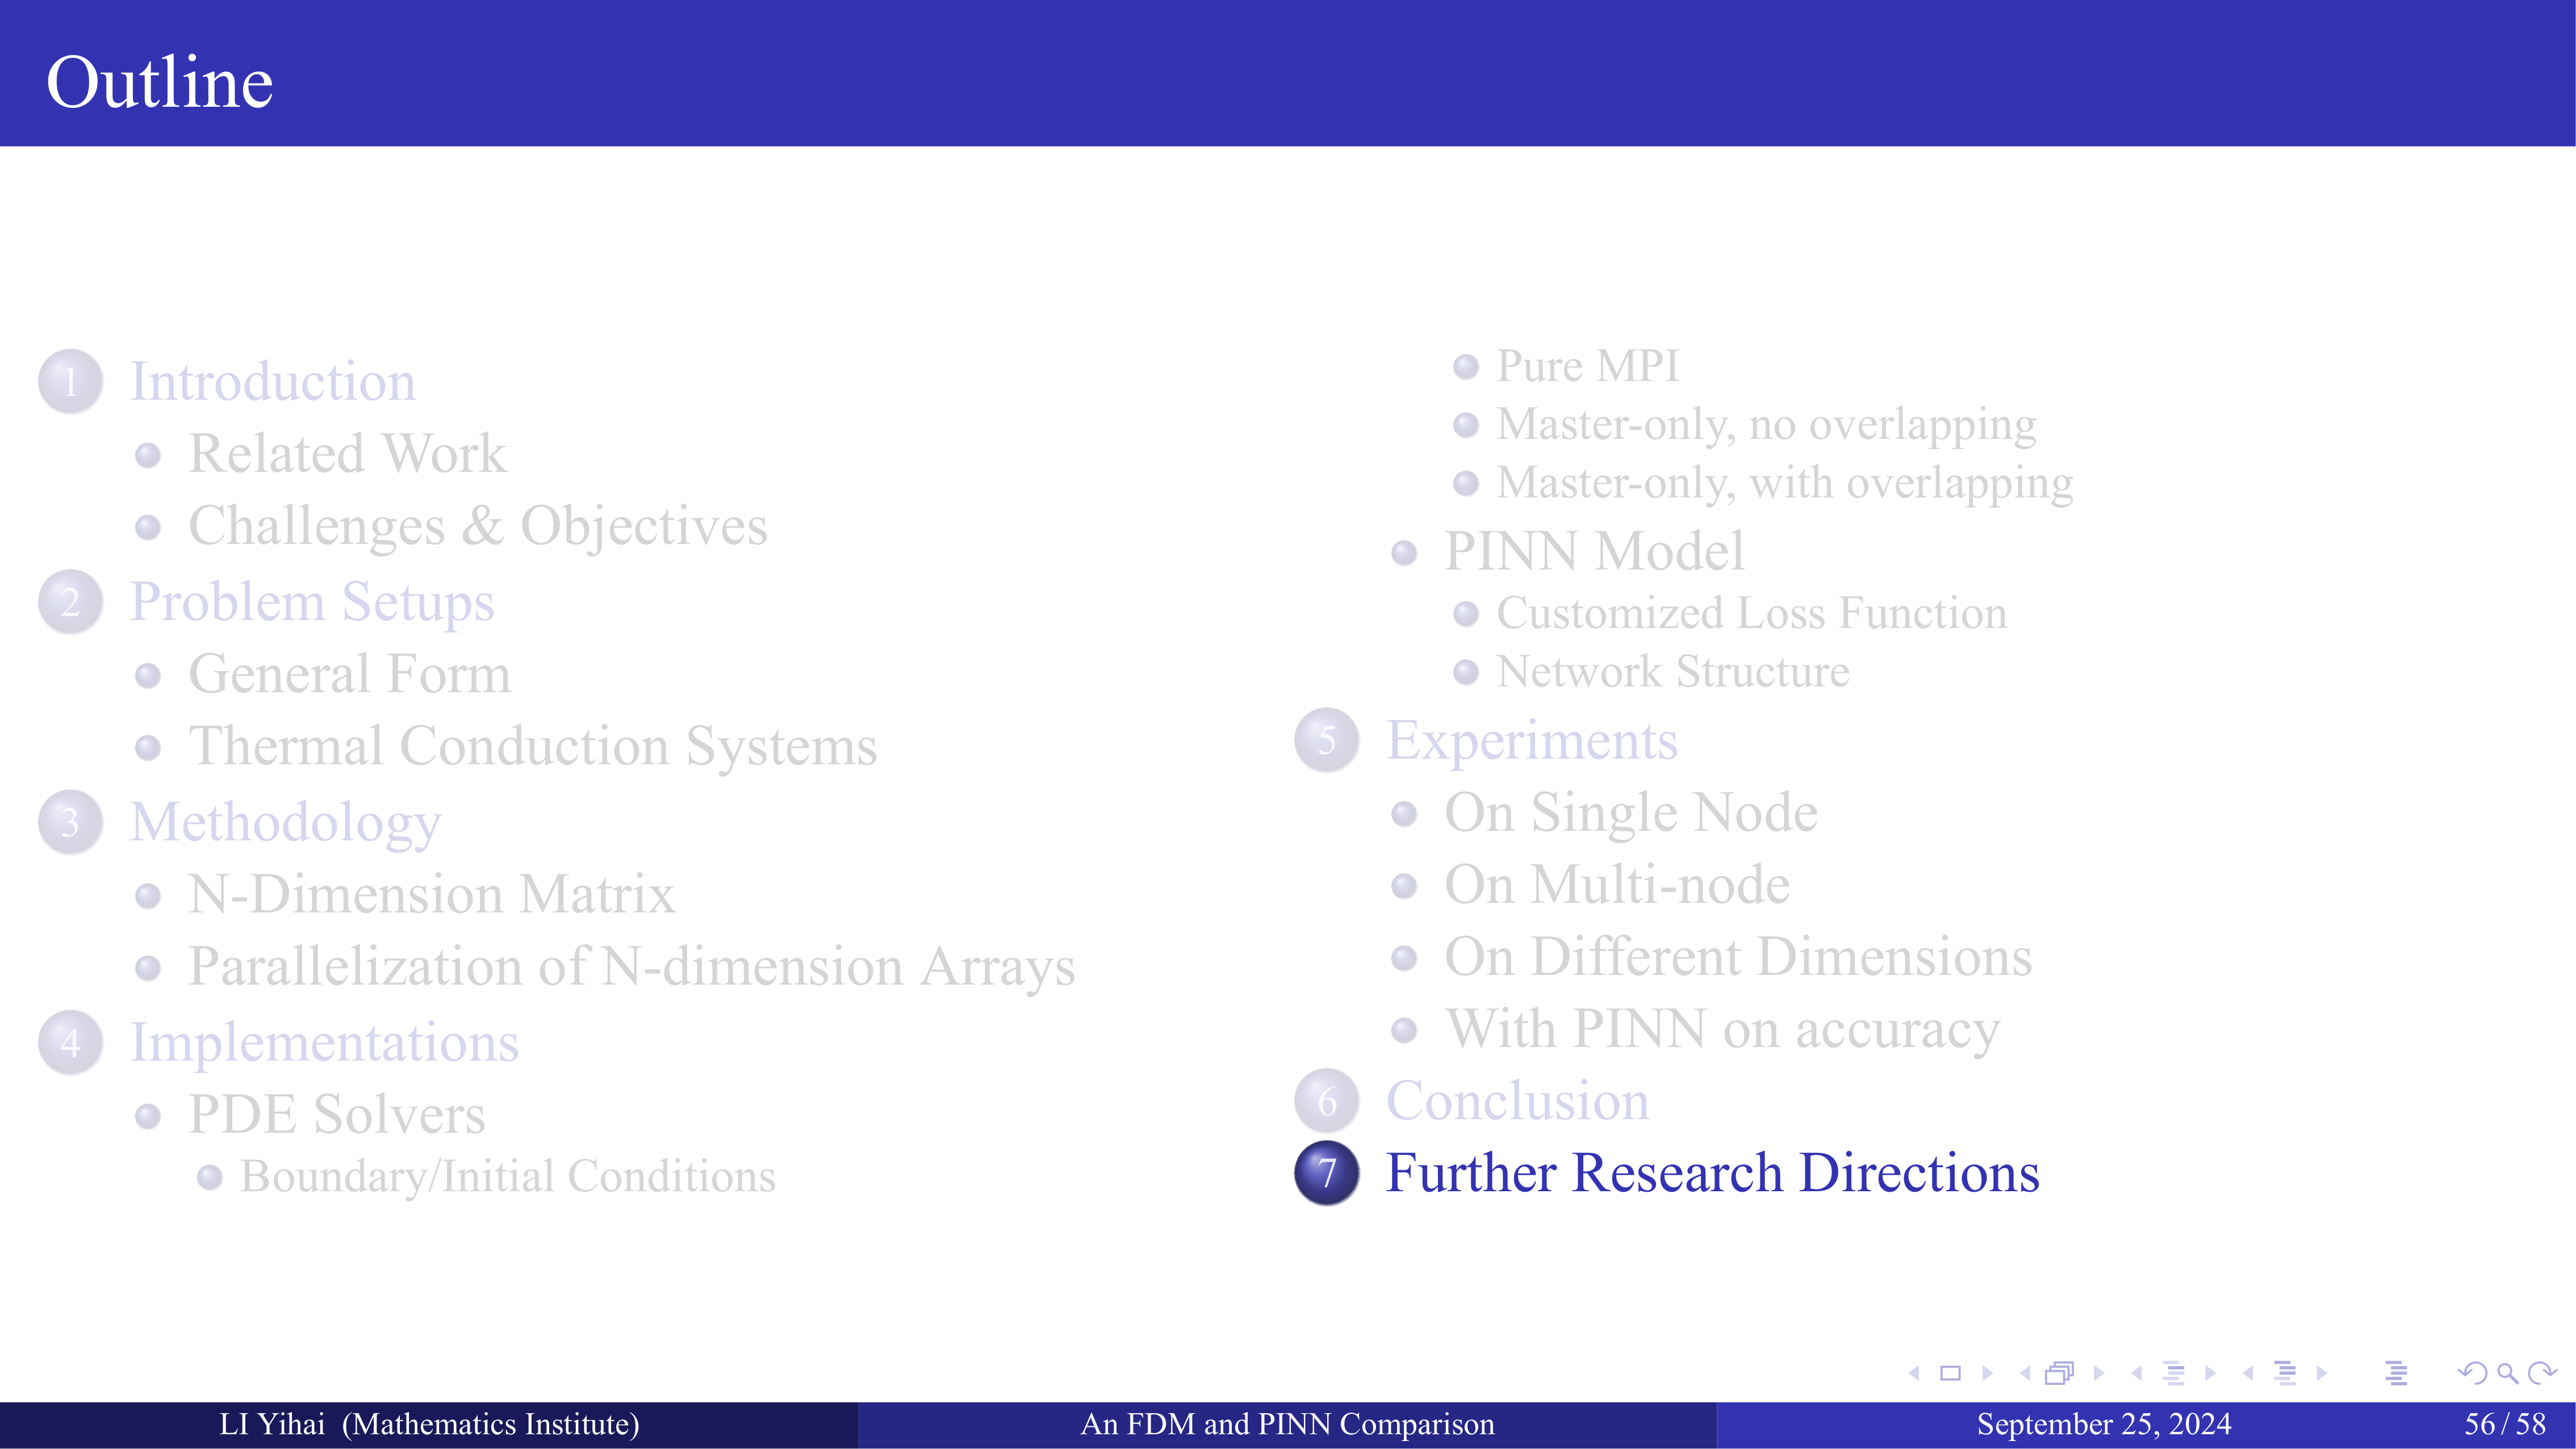 Outline
1 Introduction
Related Work
Challenges & Objectives
2 Problem Setups
General Form
Thermal Conduction Systems
3 Methodology
N-Dimension Matrix
Parallelization of N-dimension Arrays
4 Implementations
PDE Solvers
Boundary/Initial Conditions
Pure MPI
Master-only, no overlapping
Master-only, with overlapping
PINN Model
Customized Loss Function
Network Structure
5 Experiments
On Single Node
On Multi-node
On Different Dimensions
With PINN on accuracy
6 Conclusion
7 Further Research Directions
LI Yihai (Mathematics Institute)
An FDM and PINN Comparison
September 25, 2024
56 / 58